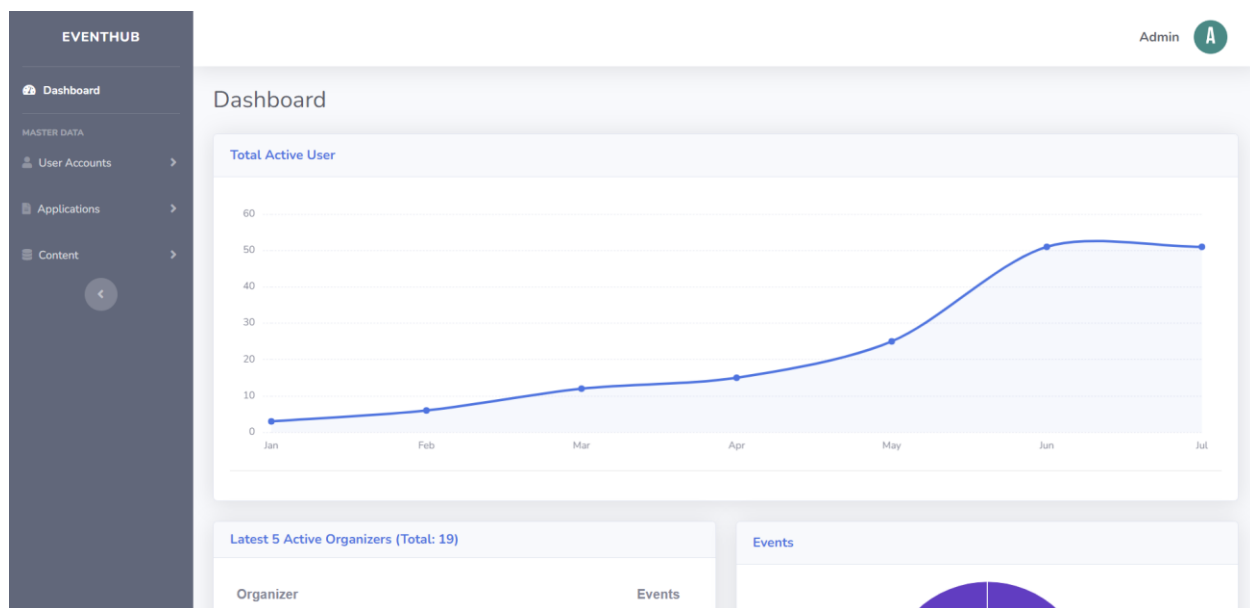 EVENTHUB
Admin
A
Dashboard
MASTER DATA
User Accounts
Applications
Content
Dashboard
Total Active User
60
50
40
30
20
10
0
Jan Feb Mar Apr May Jun Jul
Latest 5 Active Organizers (Total: 19)
Organizer Events
Events